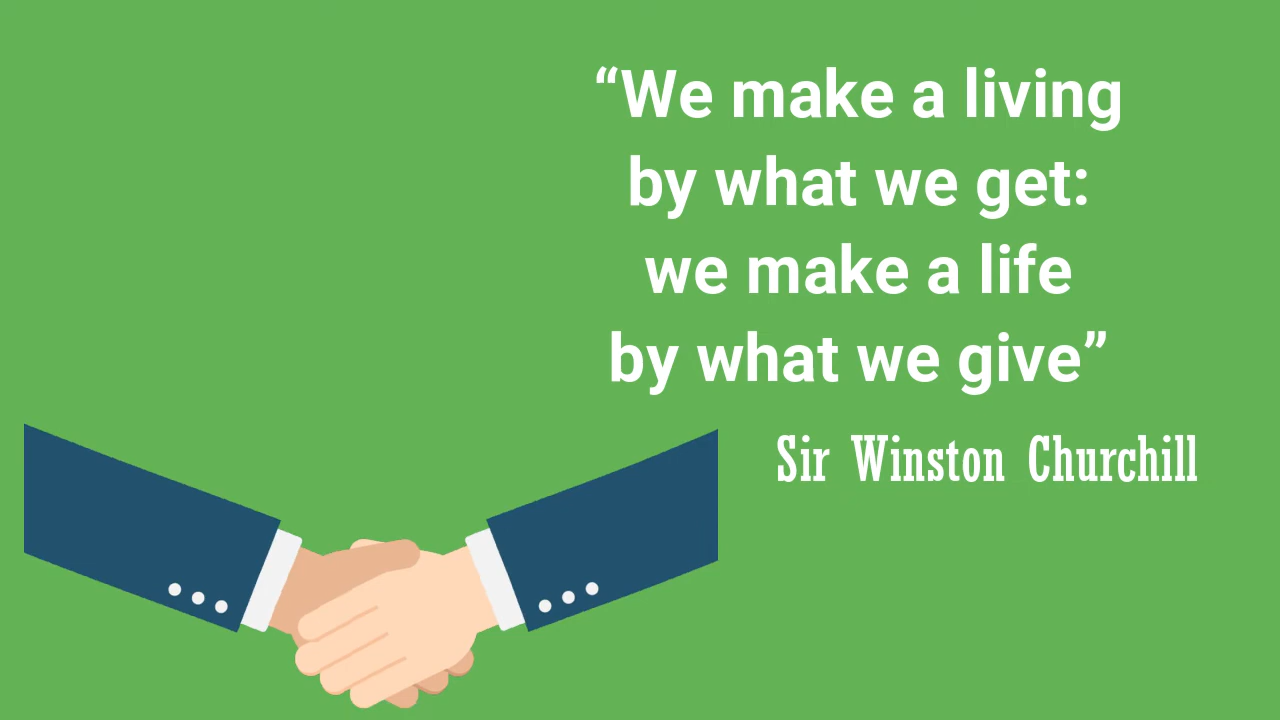 “We make a living
by what we get:
we make a life
by what we give”
Sir Winston Churchill